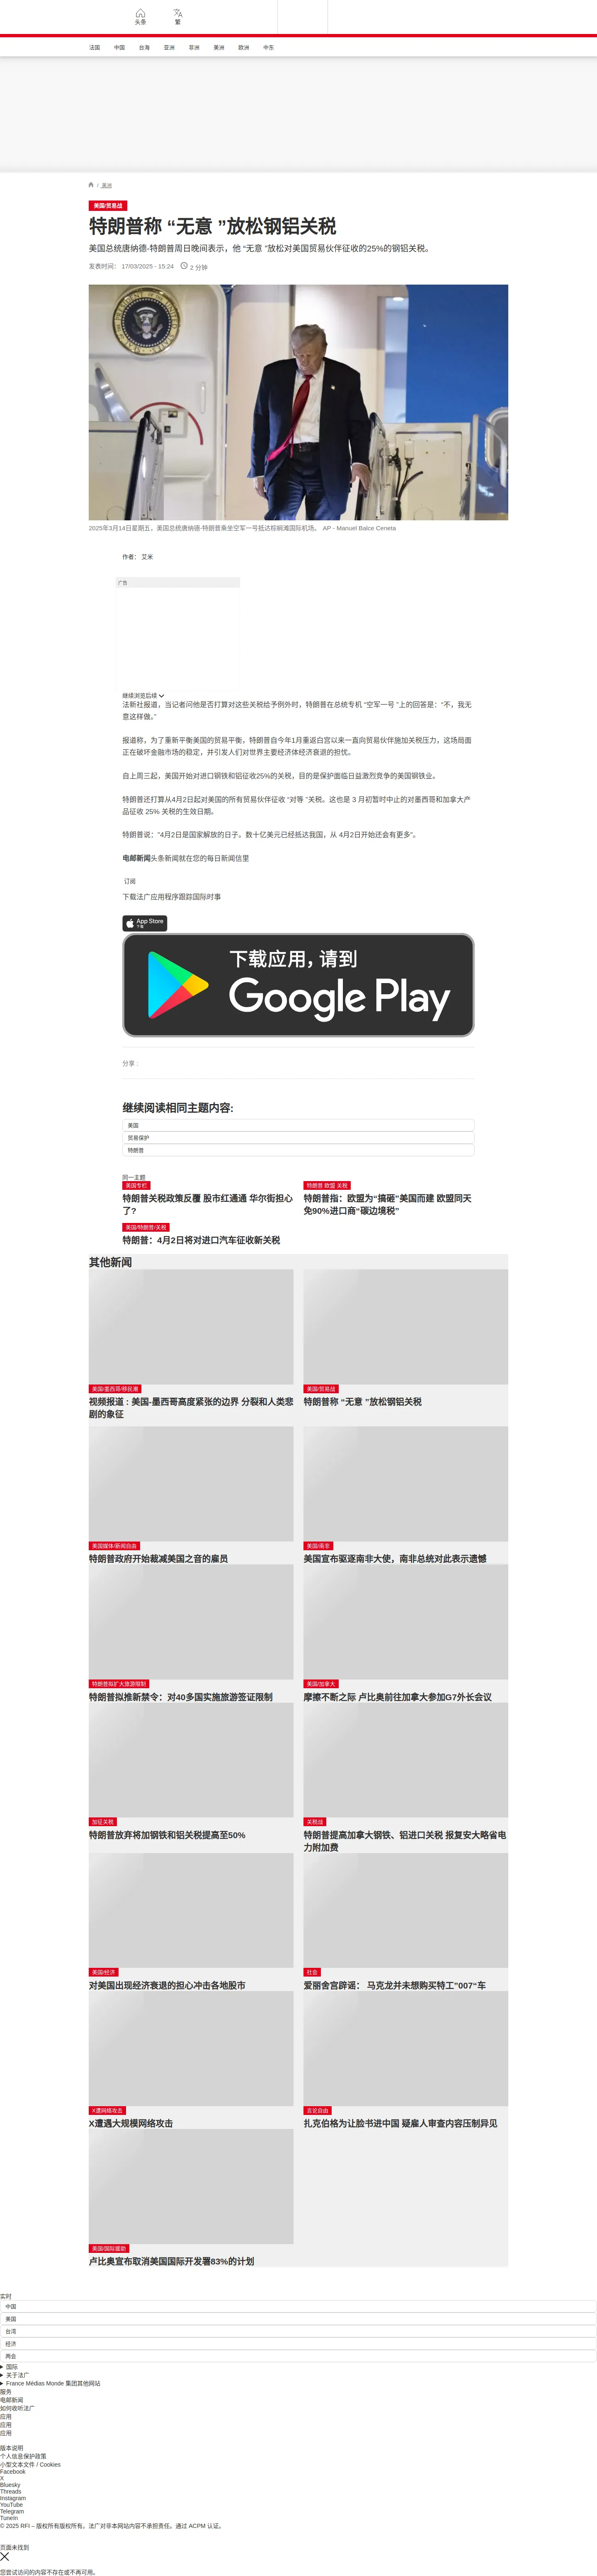 头条
繁
法国
中国
台海
亚洲
非洲
美洲
欧洲
中东
/ 美洲
美国/贸易战
特朗普称 “无意 ”放松钢铝关税
美国总统唐纳德-特朗普周日晚间表示，他 “无意 ”放松对美国贸易伙伴征收的25%的钢铝关税。
发表时间： 17/03/2025 - 15:24
2 分钟
2025年3月14日星期五，美国总统唐纳德-特朗普乘坐空军一号抵达棕榈滩国际机场。 AP - Manuel Balce Ceneta
作者： 艾米
广告
继续浏览后续
法新社报道，当记者问他是否打算对这些关税给予例外时，特朗普在总统专机 “空军一号 ”上的回答是：“不，我无
意这样做。”
报道称，为了重新平衡美国的贸易平衡，特朗普自今年1月重返白宫以来一直向贸易伙伴施加关税压力，这场局面
正在破坏金融市场的稳定，并引发人们对世界主要经济体经济衰退的担忧。
自上周三起，美国开始对进口钢铁和铝征收25%的关税，目的是保护面临日益激烈竞争的美国钢铁业。
特朗普还打算从4月2日起对美国的所有贸易伙伴征收 “对等 ”关税。这也是 3 月初暂时中止的对墨西哥和加拿大产
品征收 25% 关税的生效日期。
特朗普说：“4月2日是国家解放的日子。数十亿美元已经抵达我国，从 4月2日开始还会有更多”。
电邮新闻头条新闻就在您的每日新闻信里
订阅
下载法广应用程序跟踪国际时事
App Store
下载
下载应用，请到
Google Play
分享 :
继续阅读相同主题内容:
美国
贸易保护
特朗普
同一主题
美国专栏
特朗普关税政策反覆 股市红通通 华尔街担心
了?
特朗普 欧盟 关税
特朗普指：欧盟为“搞砸”美国而建 欧盟同天
免90%进口商“碳边境税”
美国/特朗普/关税
特朗普：4月2日将对进口汽车征收新关税
其他新闻
美国/墨西哥/移民潮
视频报道 : 美国-墨西哥高度紧张的边界 分裂和人类悲
剧的象征
美国/贸易战
特朗普称 “无意 ”放松钢铝关税
美国媒体/新闻自由
特朗普政府开始裁减美国之音的雇员
美国/南非
美国宣布驱逐南非大使，南非总统对此表示遗憾
特朗普拟扩大旅游限制
特朗普拟推新禁令：对40多国实施旅游签证限制
美国/加拿大
摩擦不断之际 卢比奥前往加拿大参加G7外长会议
加征关税
特朗普放弃将加钢铁和铝关税提高至50%
关税战
特朗普提高加拿大钢铁、铝进口关税 报复安大略省电
力附加费
美国/经济
对美国出现经济衰退的担心冲击各地股市
社会
爱丽舍宫辟谣： 马克龙并未想购买特工"007"车
X遭网络攻击
X遭遇大规模网络攻击
言论自由
扎克伯格为让脸书进中国 疑雇人审查内容压制异见
美国/国际援助
卢比奥宣布取消美国国际开发署83%的计划
实时
中国
美国
台湾
经济
两会
国际
关于法广
France Médias Monde 集团其他网站
服务
电邮新闻
如何收听法广
应用
应用
应用
版本说明
个人信息保护政策
小型文本文件 / Cookies
Facebook
X
Bluesky
Threads
Instagram
YouTube
Telegram
TuneIn
© 2025 RFI – 版权所有版权所有。法广对非本网站内容不承担责任。通过 ACPM 认证。
页面未找到
您尝试访问的内容不存在或不再可用。